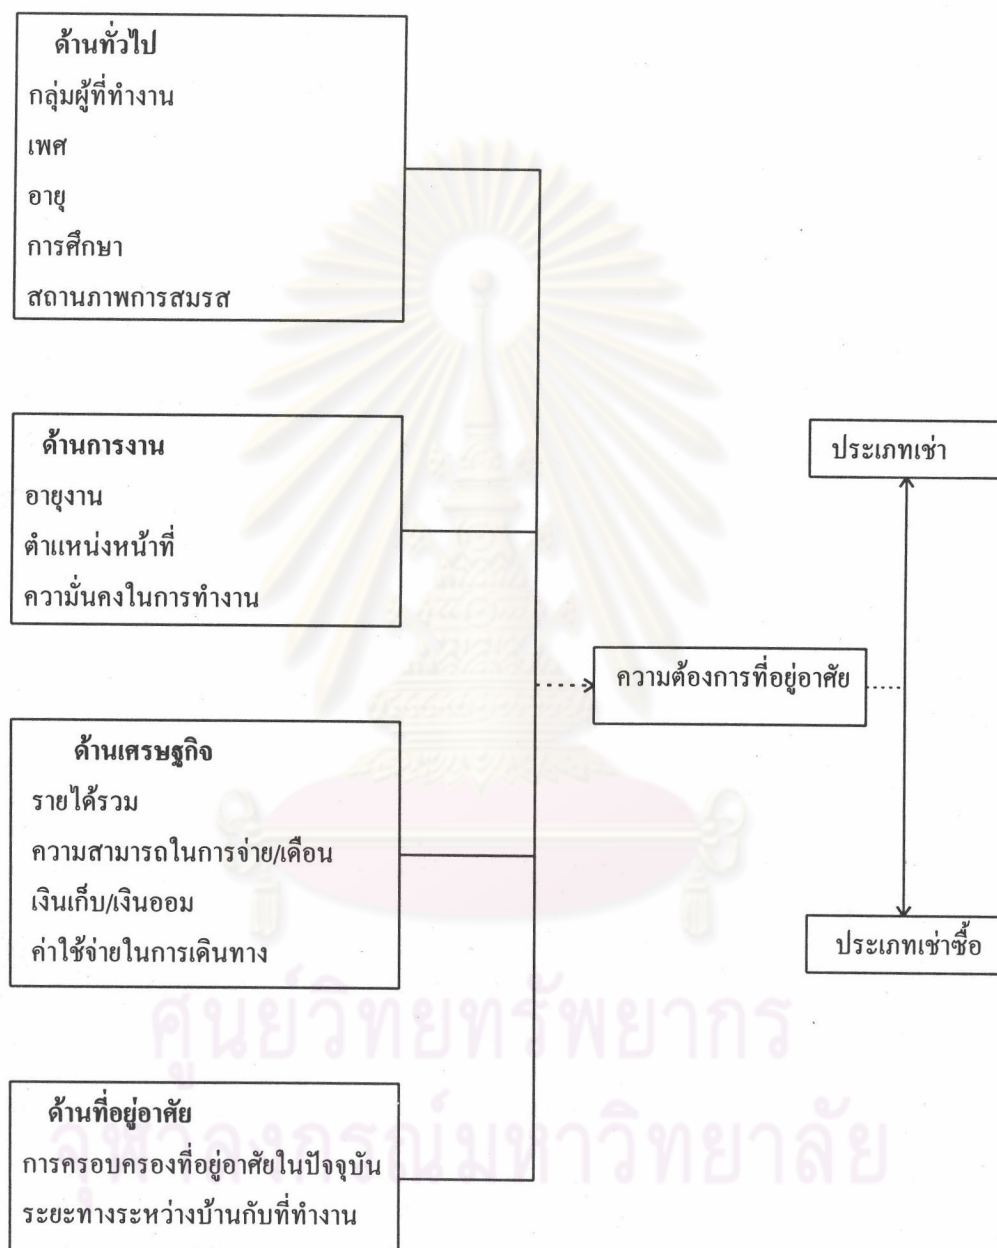 ด้านทั่วไป
กลุ่มผู้ที่ทำงาน
เพศ
อายุ
การศึกษา
สถานภาพการสมรส
ด้านการงาน
อายุงาน
ตำแหน่งหน้าที่
ความั่นคงในการทำงาน
ด้านเศรษฐกิจ
รายได้รวม
ความสามารถในการจ่าย/เดือน
เงินเก็บ/เงินออม
ค่าใช้จ่ายในการเดินทาง
ด้านที่อยู่อาศัย
การครอบครองที่อยู่อาศัยในปัจจุบัน
ระยะทางระหว่างบ้านกับที่ทำงาน
ความต้องการที่อยู่อาศัย
ประเภทเช่า
ประเภทเช่าซื้อ
ศูนย์วิทยทรัพยากร
จุฬาลงกรณ์มหาวิทยาลัย